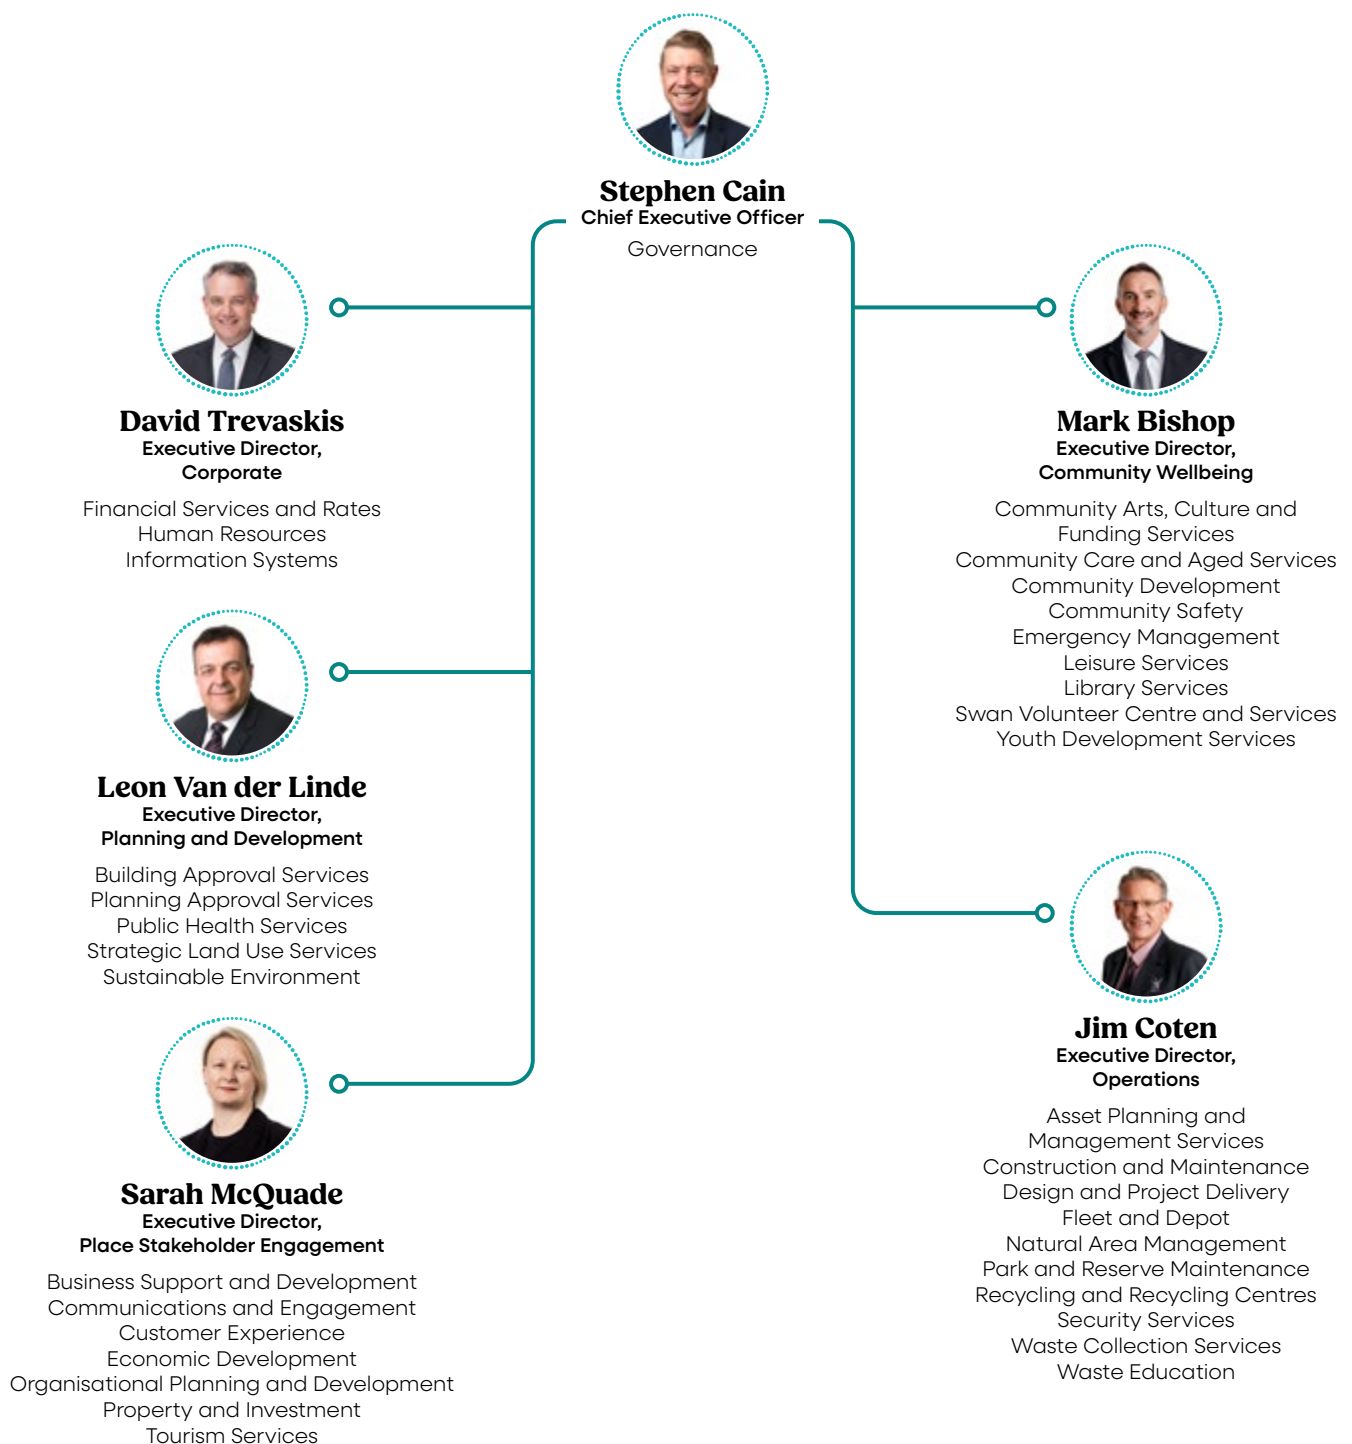 Stephen Cain
Chief Executive Officer
Governance
David Trevaskis
Executive Director,
Corporate
Financial Services and Rates
Human Resources
Information Systems
Leon Van der Linde
Executive Director,
Planning and Development
Building Approval Services
Planning Approval Services
Public Health Services
Strategic Land Use Services
Sustainable Environment
Sarah McQuade
Executive Director,
Place Stakeholder Engagement
Business Support and Development
Communications and Engagement
Customer Experience
Economic Development
Organisational Planning and Development
Property and Investment
Tourism Services
Mark Bishop
Executive Director,
Community Wellbeing
Community Arts, Culture and
Funding Services
Community Care and Aged Services
Community Development
Community Safety
Emergency Management
Leisure Services
Library Services
Swan Volunteer Centre and Services
Youth Development Services
Jim Coten
Executive Director,
Operations
Asset Planning and
Management Services
Construction and Maintenance
Design and Project Delivery
Fleet and Depot
Natural Area Management
Park and Reserve Maintenance
Recycling and Recycling Centres
Security Services
Waste Collection Services
Waste Education